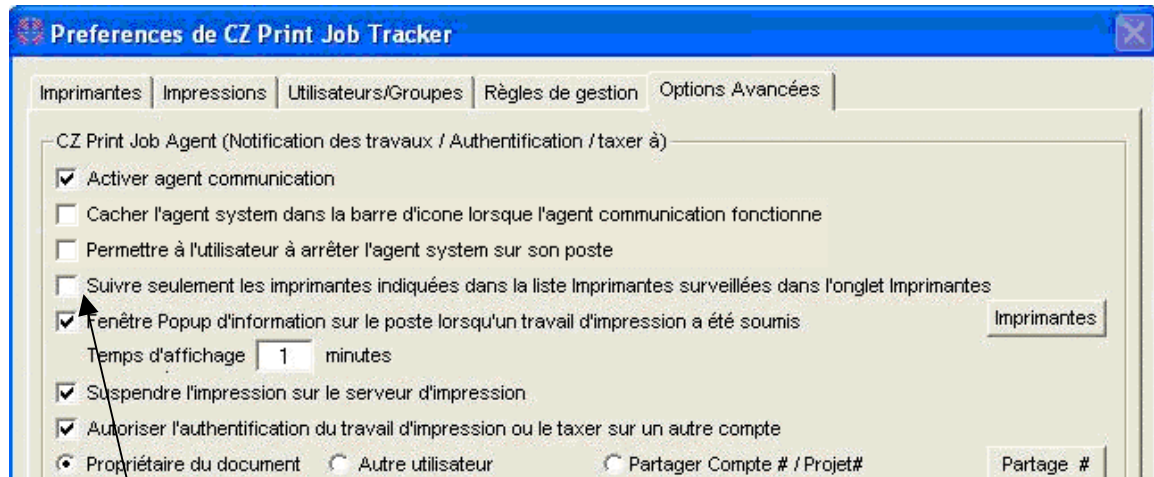 Preferences de CZ Print Job Tracker
Imprimantes Impressions Utilisateurs/Groupes Règles de gestion Options Avancées
CZ Print Job Agent (Notification des travaux / Authentification / taxer à)
Activer agent communication
Cacher l'agent system dans la barre d'icone lorsque l'agent communication fonctionne
Permettre à l'utilisateur à arrêter l'agent system sur son poste
Suivre seulement les imprimantes indiquées dans la liste Imprimantes surveillées dans l'onglet Imprimantes
Fenêtre Popup d'information sur le poste lorsqu'un travail d'impression a été soumis Imprimantes
Temps d'affichage 1 minutes
Suspendre l'impression sur le serveur d'impression
Autoriser l'authentification du travail d'impression ou le taxer sur un autre compte
Propriétaire du document Autre utilisateur Partager Compte # / Projet# Partage #